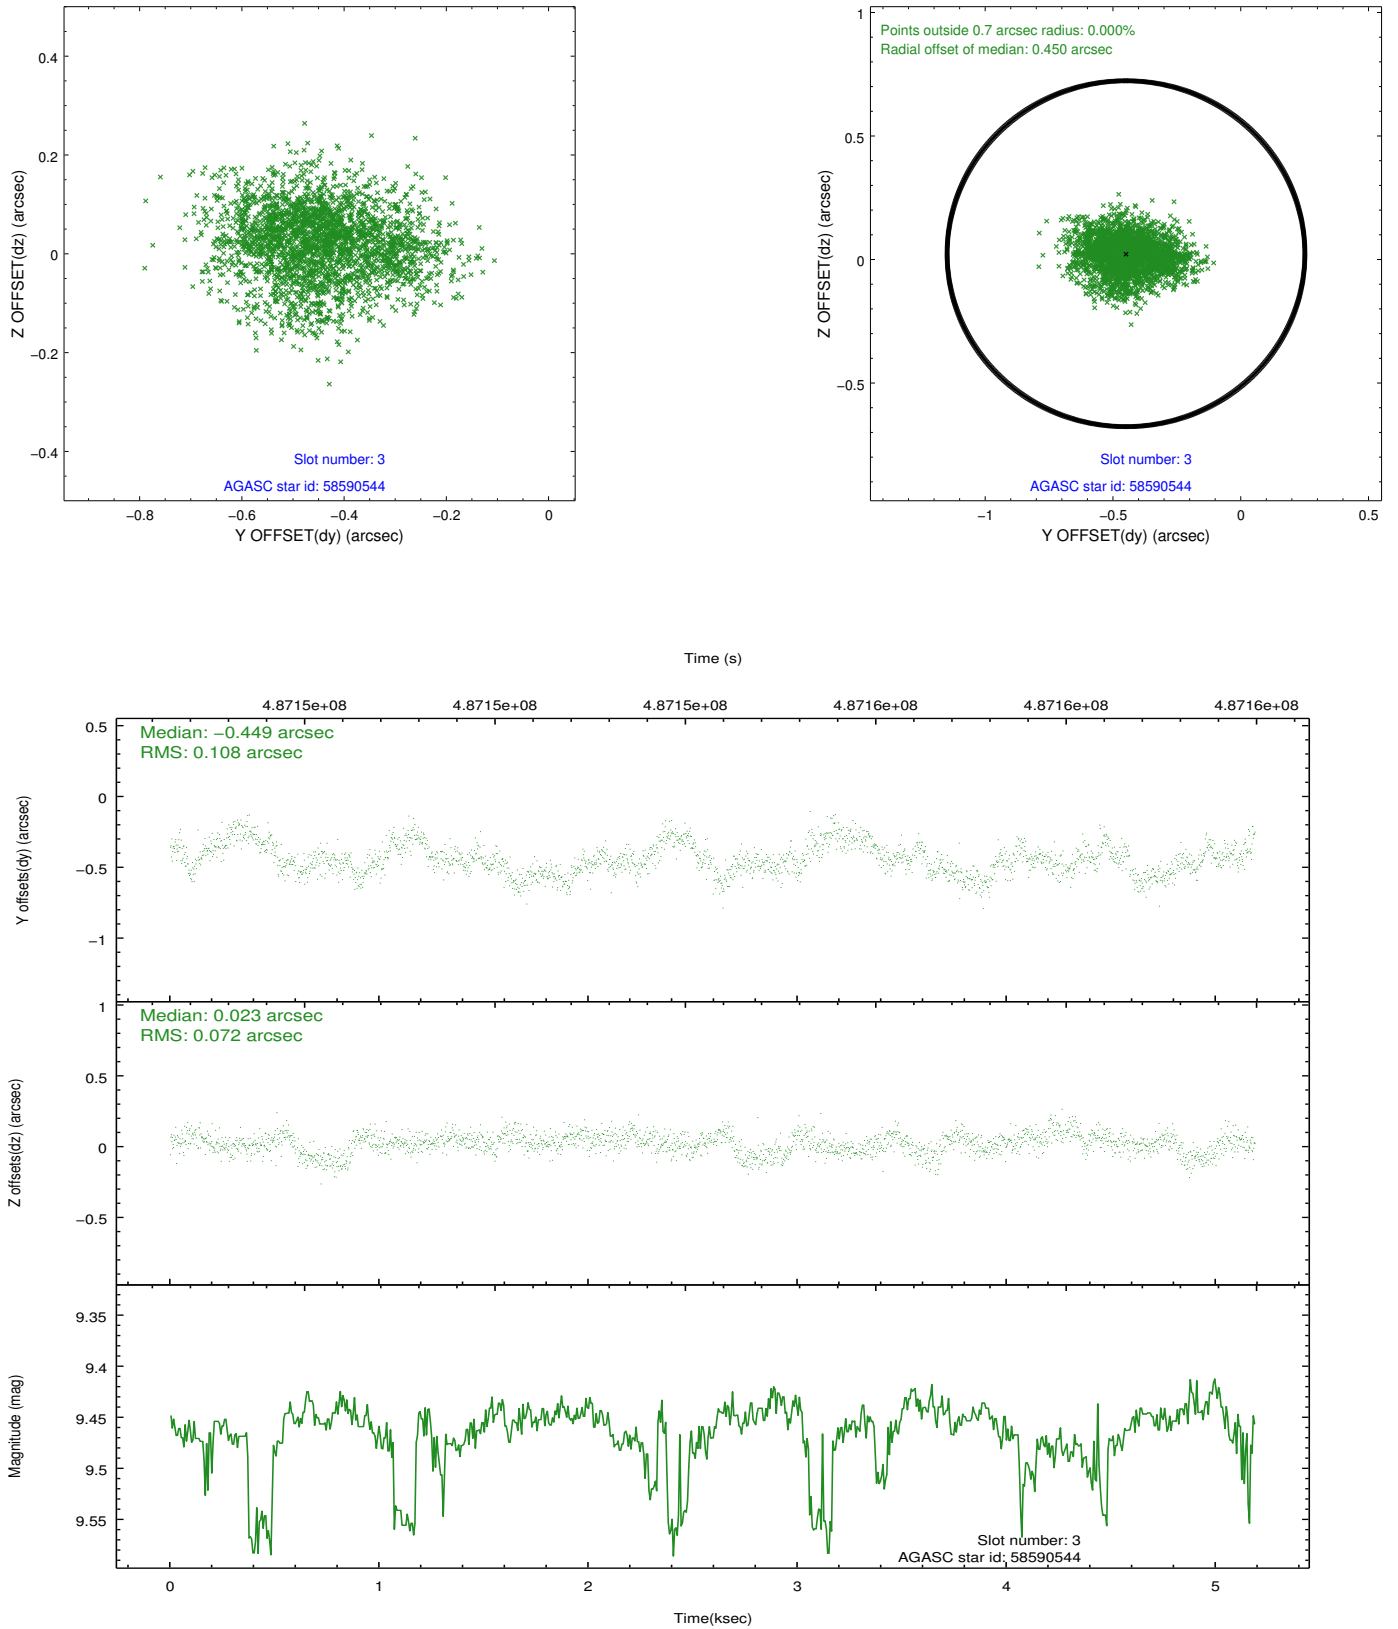 0.4
0.2
0
−0.2
−0.4
Z OFFSET(dz) (arcsec)
Slot number: 3
AGASC star id: 58590544
−0.8
−0.6
−0.4
−0.2
0
Y OFFSET(dy) (arcsec)
Points outside 0.7 arcsec radius: 0.000%
Radial offset of median: 0.450 arcsec
1
0.5
0
−0.5
Z OFFSET(dz) (arcsec)
Slot number: 3
AGASC star id: 58590544
−1
−0.5
0
0.5
Y OFFSET(dy) (arcsec)
Time (s)
4.8715e+08
4.8715e+08
4.8715e+08
4.8716e+08
4.8716e+08
4.8716e+08
Median: −0.449 arcsec
RMS: 0.108 arcsec
0.5
0
−0.5
−1
Y offsets(dy) (arcsec)
Median: 0.023 arcsec
RMS: 0.072 arcsec
1
0.5
0
−0.5
Z offsets(dz) (arcsec)
9.35
9.4
9.45
9.5
9.55
Magnitude (mag)
Slot number: 3
AGASC star id: 58590544
0
1
2
3
4
5
Time(ksec)